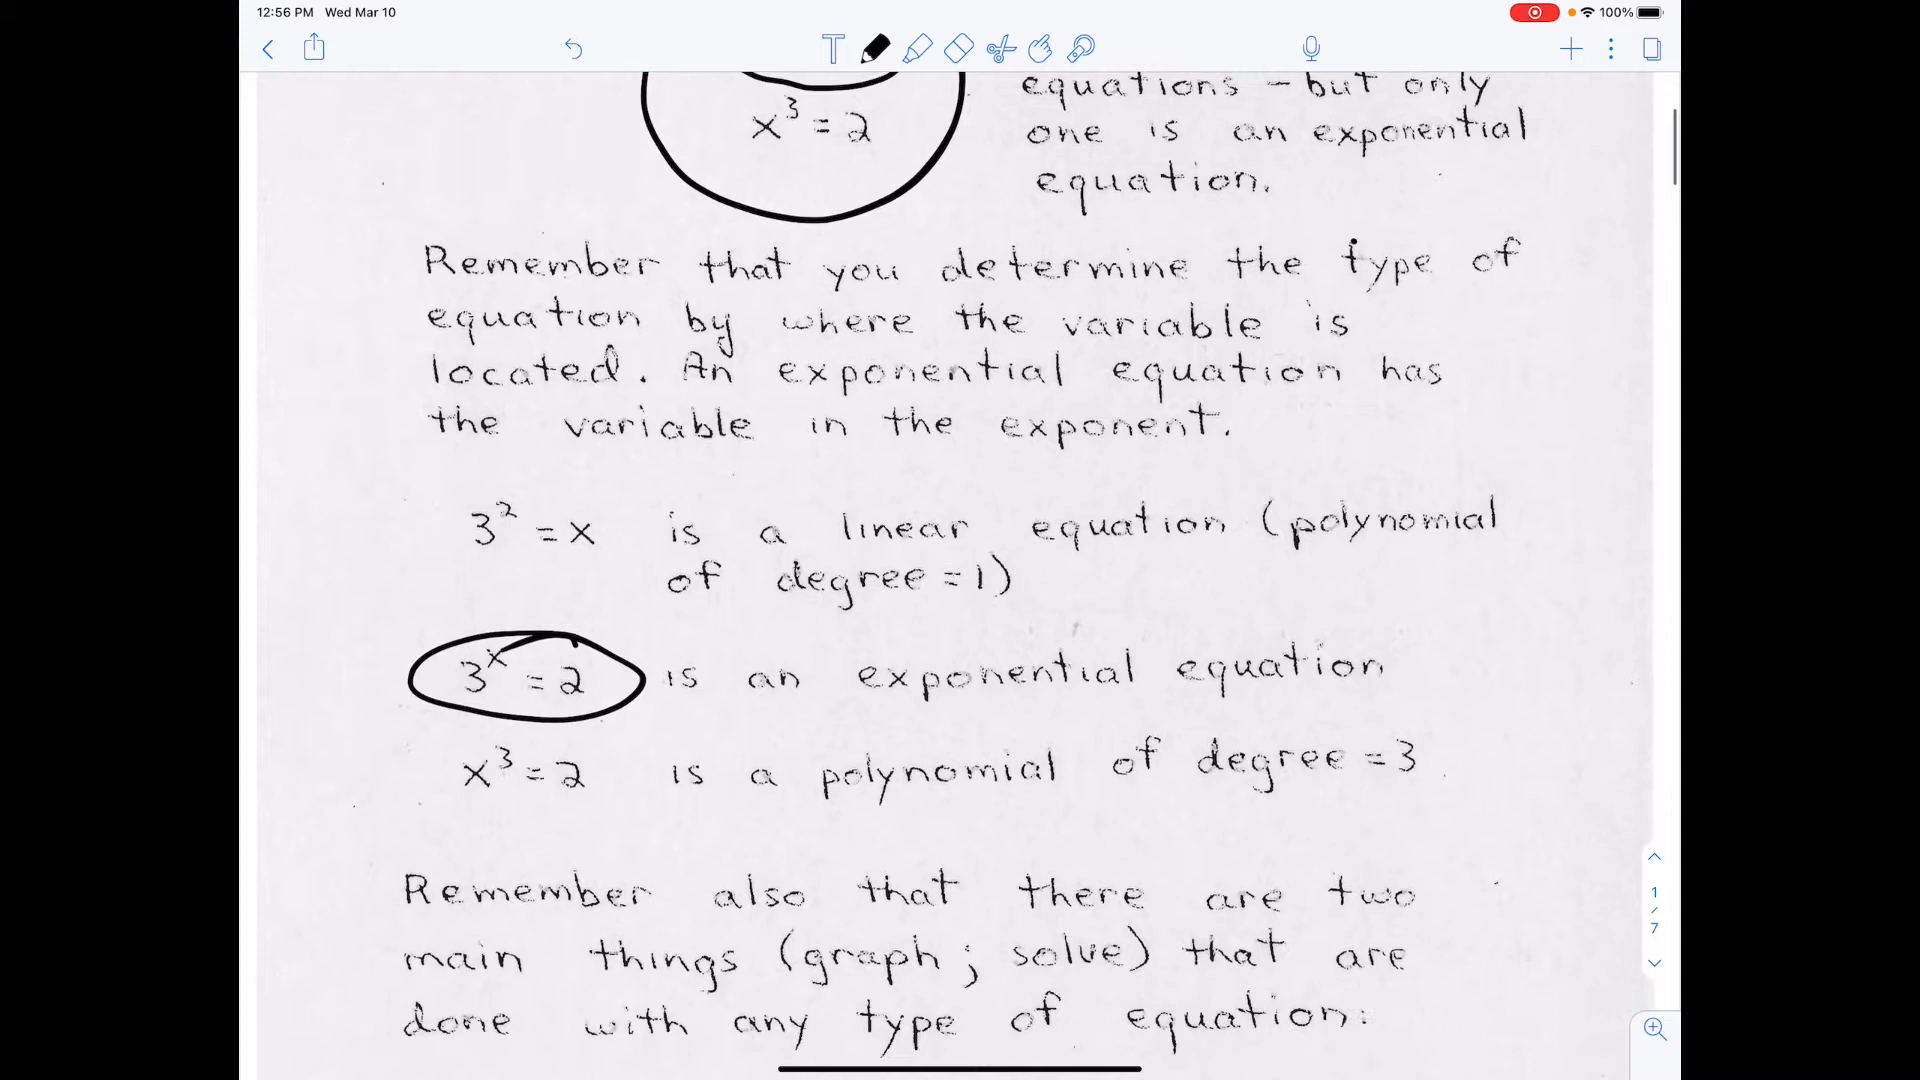 12:56 PM Wed Mar 10
100%
equations - but only
x³ = 2
one is an exponential
equation.
Remember that you determine the type of
equation by where the variable is
located. An exponential equation has
the variable in the exponent.
3² = x is a linear equation (polynomial
of degree = 1)
3ˣ = 2 is an exponential equation
x³ = 2 is a polynomial of degree = 3
1
/
7
Remember also that there are two
main things (graph ; solve) that are
done with any type of equation: